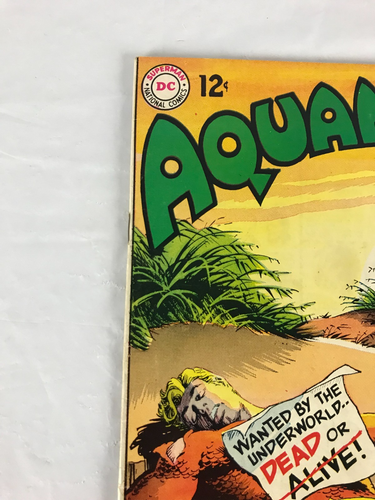 SUPERMAN
DC
NATIONAL COMICS
12¢
AQUA
WANTED BY THE
UNDERWORLD..
DEAD OR
ALIVE!